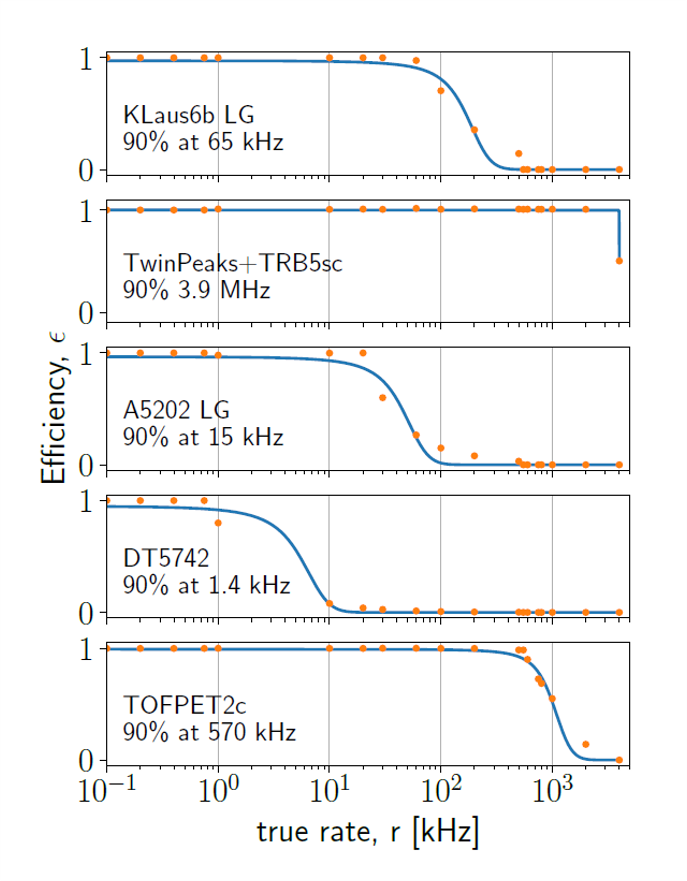 1
KLaus6b LG
90% at 65 kHz
0
1
TwinPeaks+TRB5sc
90% 3.9 MHz
0
Efficiency, ϵ
1
A5202 LG
90% at 15 kHz
0
1
DT5742
90% at 1.4 kHz
0
1
TOFPET2c
90% at 570 kHz
0
10⁻¹ 10⁰ 10¹ 10² 10³
true rate, r [kHz]